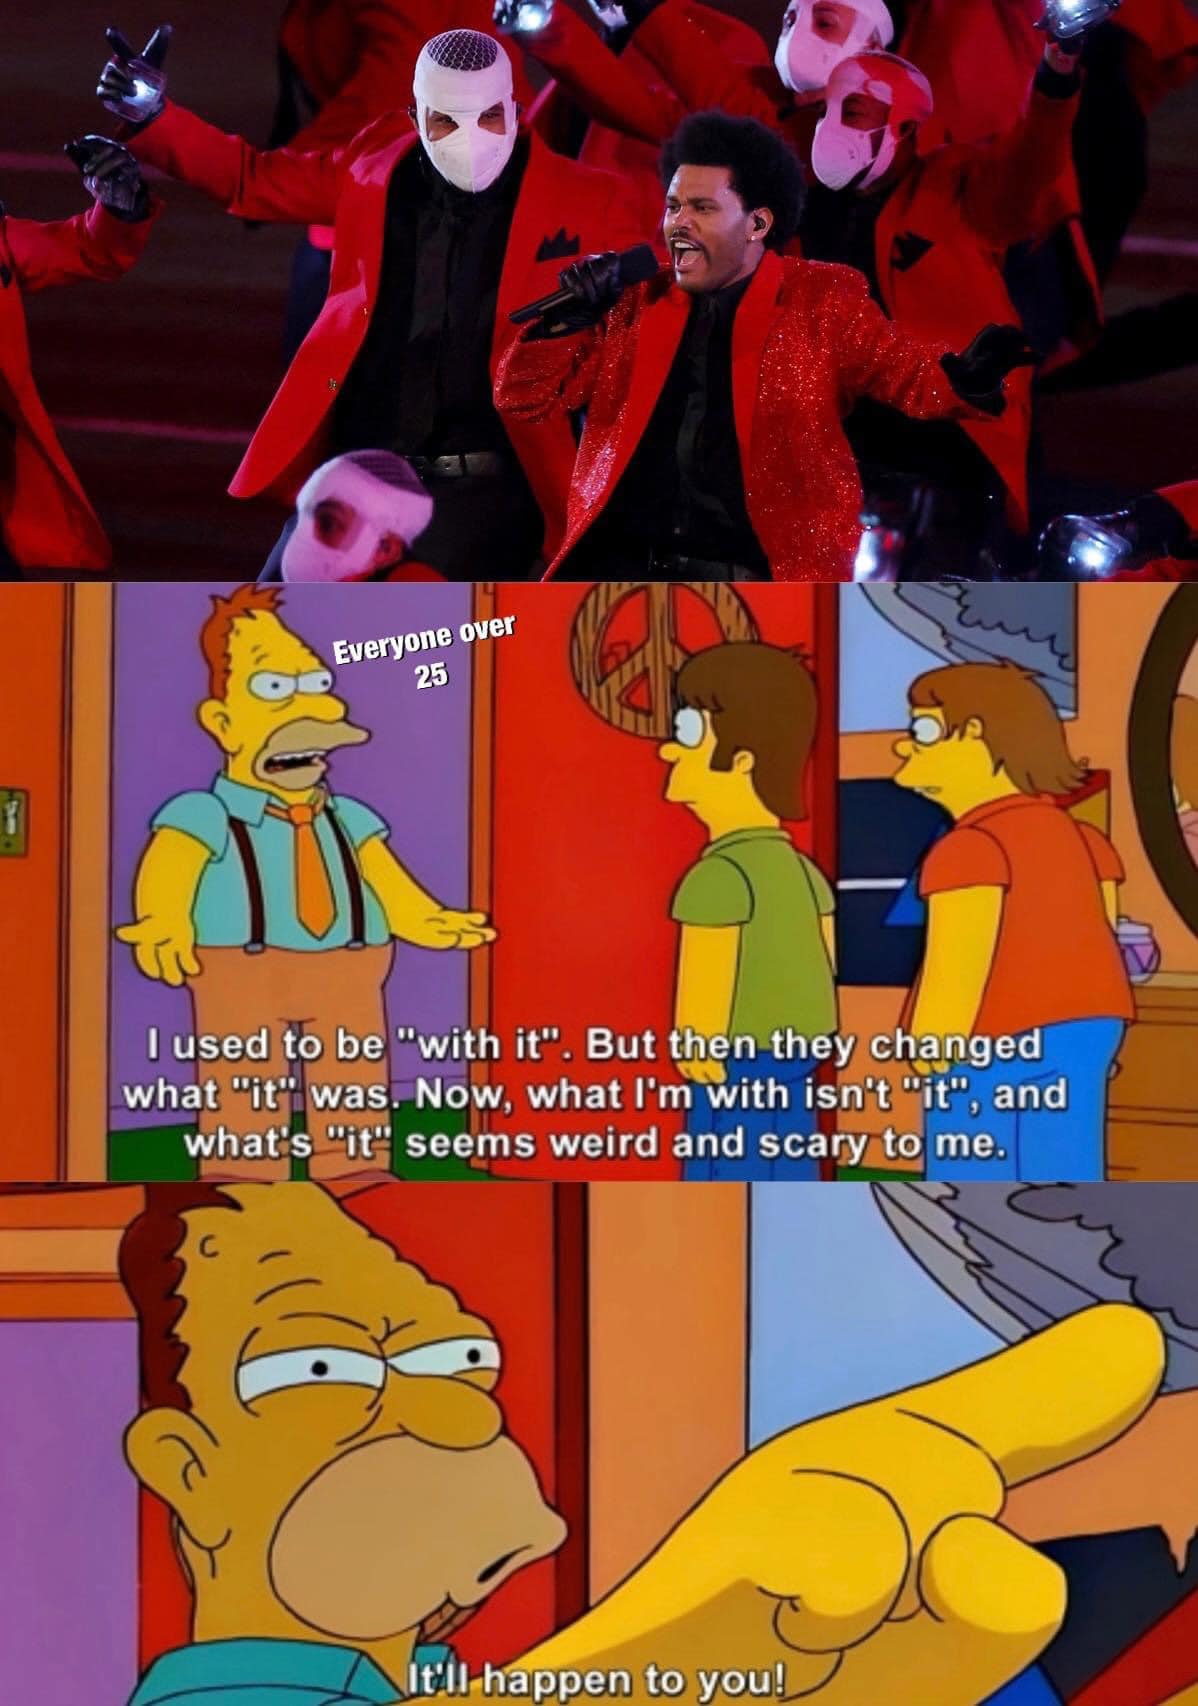 Everyone over
25
I used to be "with it". But then they changed
what "it" was. Now, what I'm with isn't "it", and
what's "it" seems weird and scary to me.
It'll happen to you!